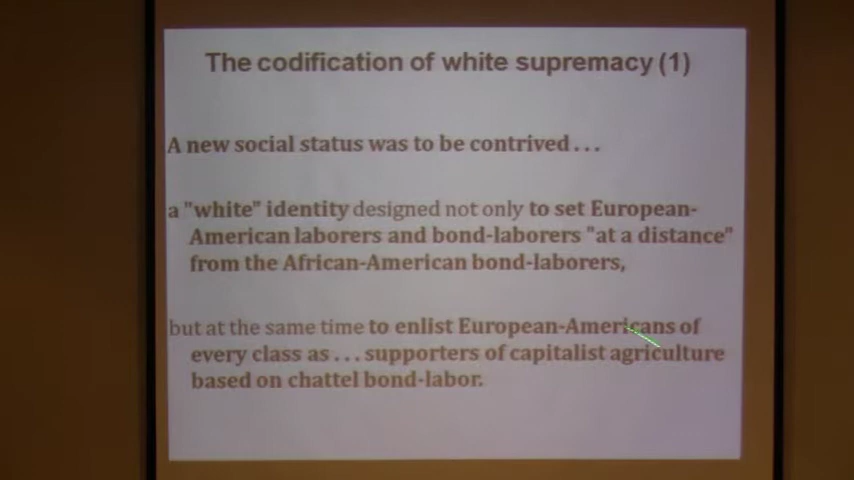 The codification of white supremacy (1)
A new social status was to be contrived . . .
a "white" identity designed not only to set European-
American laborers and bond-laborers "at a distance"
from the African-American bond-laborers,
but at the same time to enlist European-Americans of
every class as . . . supporters of capitalist agriculture
based on chattel bond-labor.